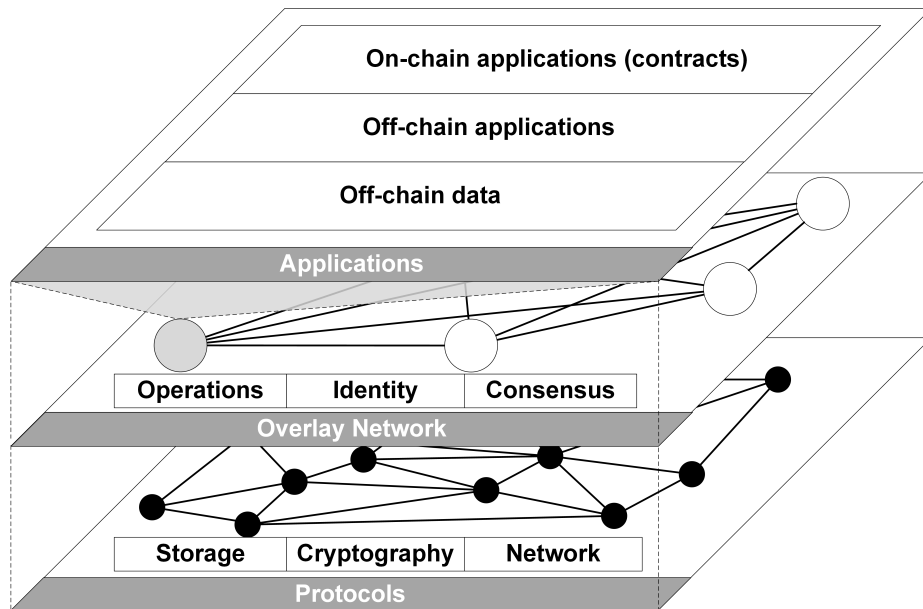 On-chain applications (contracts)
Off-chain applications
Off-chain data
Applications
Operations Identity Consensus
Overlay Network
Storage Cryptography Network
Protocols